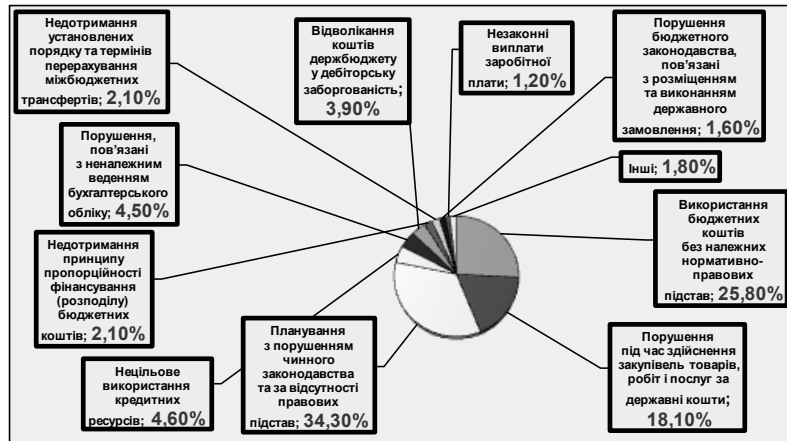 Недотримання
установлених
порядку та термінів
перерахування
міжбюджетних
трансфертів; 2,10%
Відволікання
коштів
держбюджету
у дебіторську
заборгованість;
3,90%
Незаконні
виплати
заробітної
плати; 1,20%
Порушення
бюджетного
законодавства,
пов’язані
з розміщенням
та виконанням
державного
замовлення; 1,60%
Порушення,
пов’язані
з неналежним
веденням
бухгалтерського
обліку; 4,50%
Інші; 1,80%
Використання
бюджетних
коштів
без належних
нормативно-
правових
підстав; 25,80%
Недотримання
принципу
пропорційності
фінансування
(розподілу)
бюджетних
коштів; 2,10%
Нецільове
використання
кредитних
ресурсів; 4,60%
Планування
з порушенням
чинного
законодавства
та за відсутності
правових
підстав; 34,30%
Порушення
під час здійснення
закупівель товарів,
робіт і послуг за
державні кошти;
18,10%